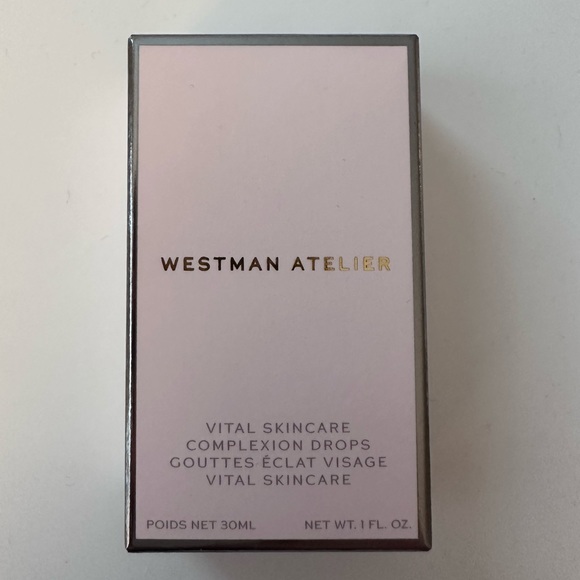 WESTMAN ATELIER
VITAL SKINCARE
COMPLEXION DROPS
GOUTTES ÉCLAT VISAGE
VITAL SKINCARE
POIDS NET 30ML NET WT. 1 FL. OZ.